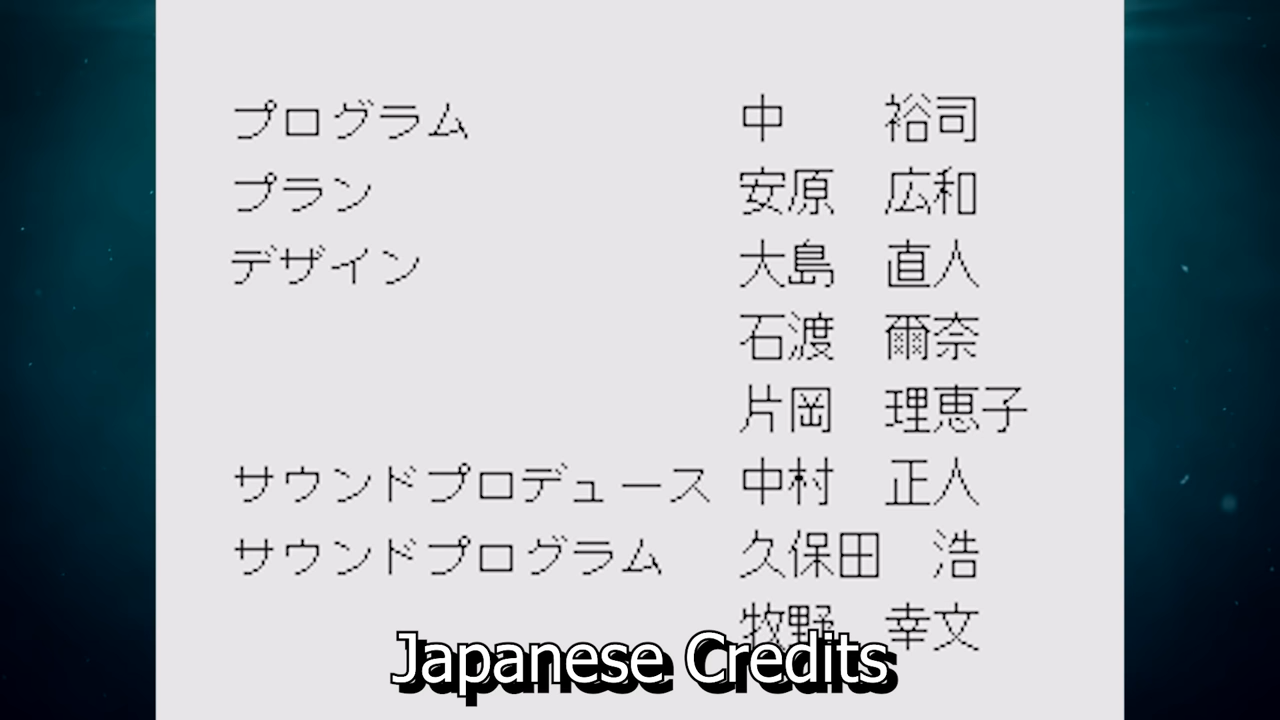 プログラム 中 裕司
プラン 安原 広和
デザイン 大島 直人
石渡 爾奈
片岡 理恵子
サウンドプロデュース 中村 正人
サウンドプログラム 久保田 浩
牧野 幸文
Japanese Credits